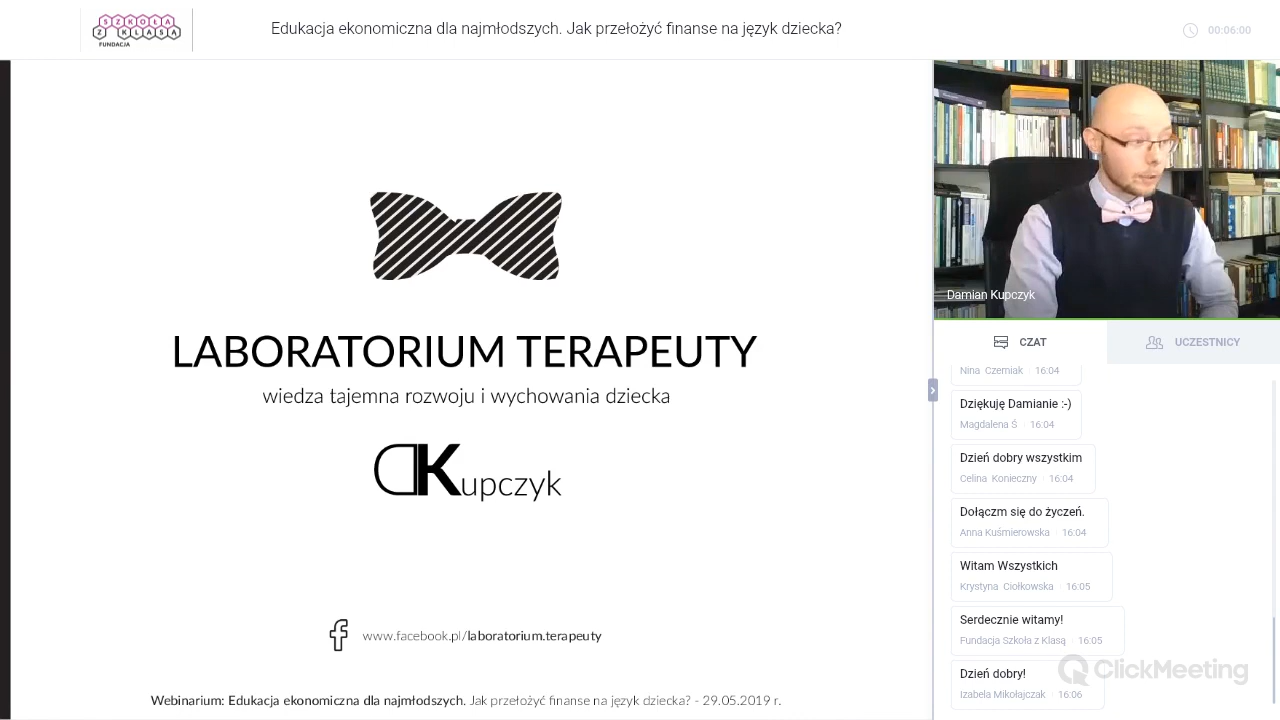 SZKOŁA
Z KLASĄ
FUNDACJA
Edukacja ekonomiczna dla najmłodszych. Jak przełożyć finanse na język dziecka?
00:06:00
LABORATORIUM TERAPEUTY
wiedza tajemna rozwoju i wychowania dziecka
DKupczyk
www.facebook.pl/laboratorium.terapeuty
Webinarium: Edukacja ekonomiczna dla najmłodszych. Jak przełożyć finanse na język dziecka? - 29.05.2019 r.
Damian Kupczyk
CZAT
UCZESTNICY
Nina Czerniak 16:04
Dziękuję Damianie :-)
Magdalena Ś 16:04
Dzień dobry wszystkim
Celina Konieczny 16:04
Dołączm się do życzeń.
Anna Kuśmierowska 16:04
Witam Wszystkich
Krystyna Ciołkowska 16:05
Serdecznie witamy!
Fundacja Szkoła z Klasą 16:05
Dzień dobry!
Izabela Mikołajczak 16:06
ClickMeeting